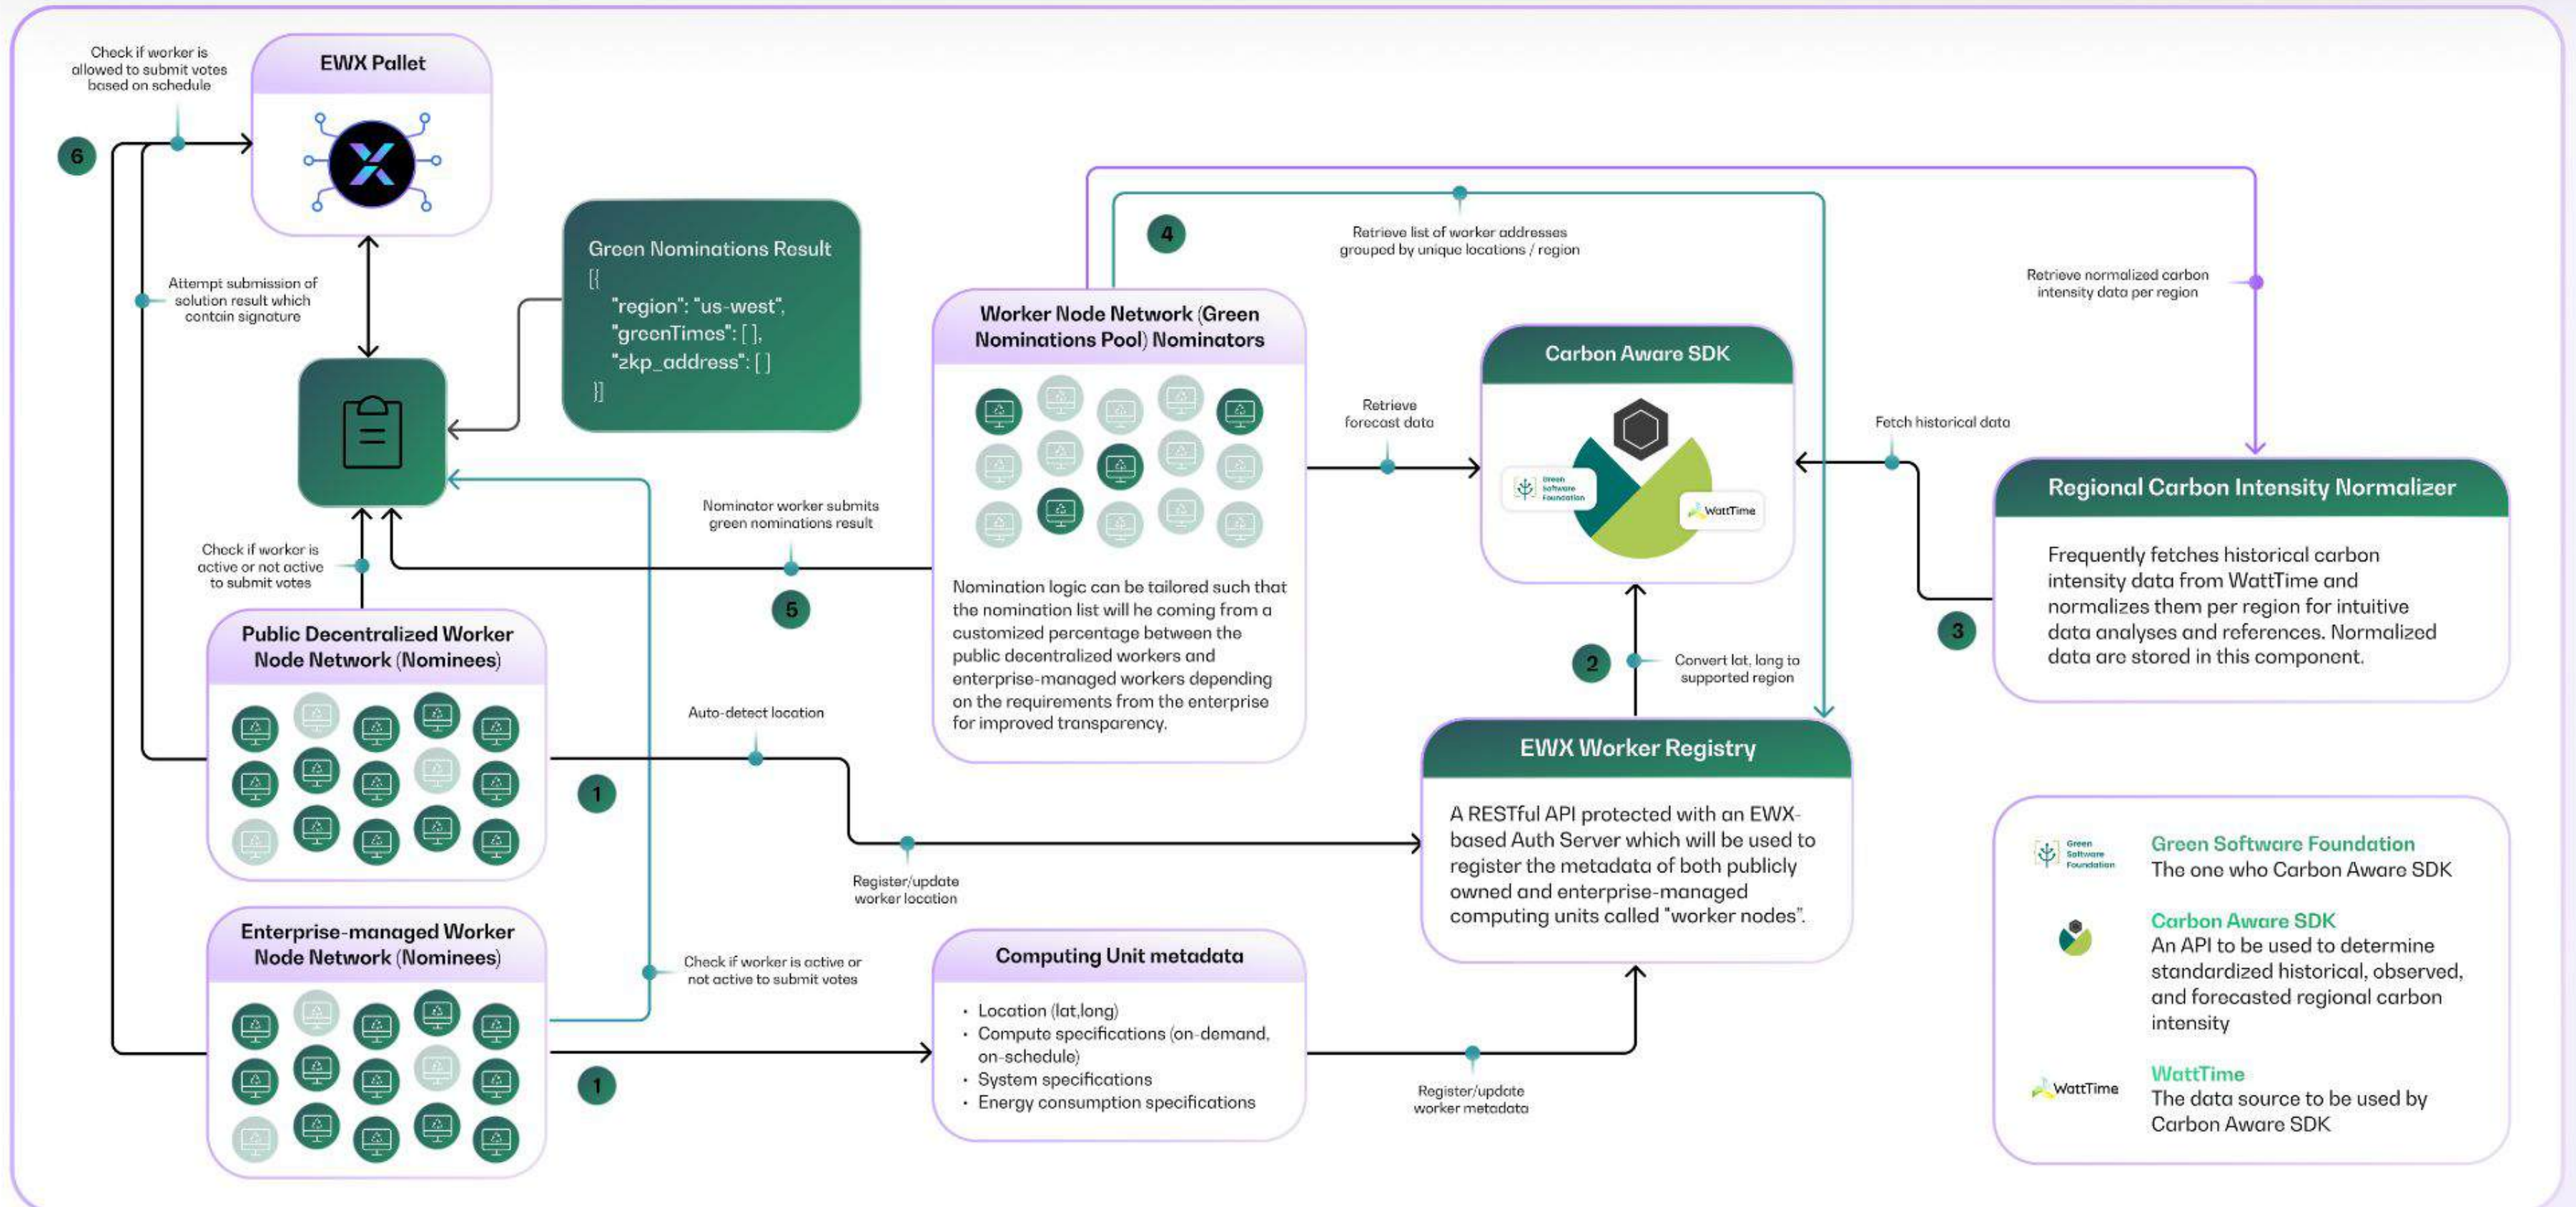 Check if worker is
allowed to submit votes
based on schedule
EWX Pallet
6
Attempt submission of
solution result which
contain signature
Green Nominations Result
[{
"region": "us-west",
"greenTimes": [ ],
"zkp_address": [ ]
}]
4
Retrieve list of worker addresses
grouped by unique locations / region
Retrieve normalized carbon
intensity data per region
Worker Node Network (Green
Nominations Pool) Nominators
Nomination logic can be tailored such that
the nomination list will he coming from a
customized percentage between the
public decentralized workers and
enterprise-managed workers depending
on the requirements from the enterprise
for improved transparency.
Retrieve
forecast data
Carbon Aware SDK
Green
Software
Foundation
WattTime
Fetch historical data
Regional Carbon Intensity Normalizer
Frequently fetches historical carbon
intensity data from WattTime and
normalizes them per region for intuitive
data analyses and references. Normalized
data are stored in this component.
3
Nominator worker submits
green nominations result
5
Check if worker is
active or not active
to submit votes
2
Convert lat, long to
supported region
Public Decentralized Worker
Node Network (Nominees)
Auto-detect location
1
Register/update
worker location
EWX Worker Registry
A RESTful API protected with an EWX-
based Auth Server which will be used to
register the metadata of both publicly
owned and enterprise-managed
computing units called "worker nodes".
Enterprise-managed Worker
Node Network (Nominees)
Check if worker is active or
not active to submit votes
1
Computing Unit metadata
• Location (lat,long)
• Compute specifications (on-demand,
on-schedule)
• System specifications
• Energy consumption specifications
Register/update
worker metadata
Green
Software
Foundation
Green Software Foundation
The one who Carbon Aware SDK
Carbon Aware SDK
An API to be used to determine
standardized historical, observed,
and forecasted regional carbon
intensity
WattTime
WattTime
The data source to be used by
Carbon Aware SDK